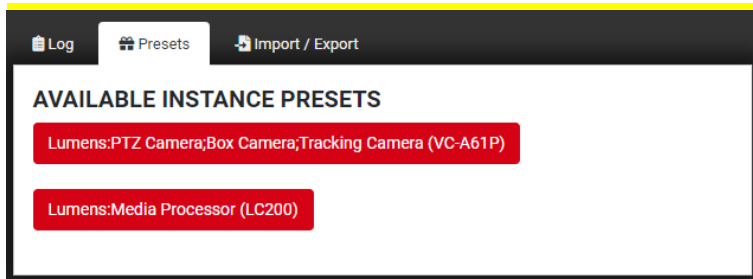 Log
Presets
Import / Export
AVAILABLE INSTANCE PRESETS
Lumens:PTZ Camera;Box Camera;Tracking Camera (VC-A61P)
Lumens:Media Processor (LC200)